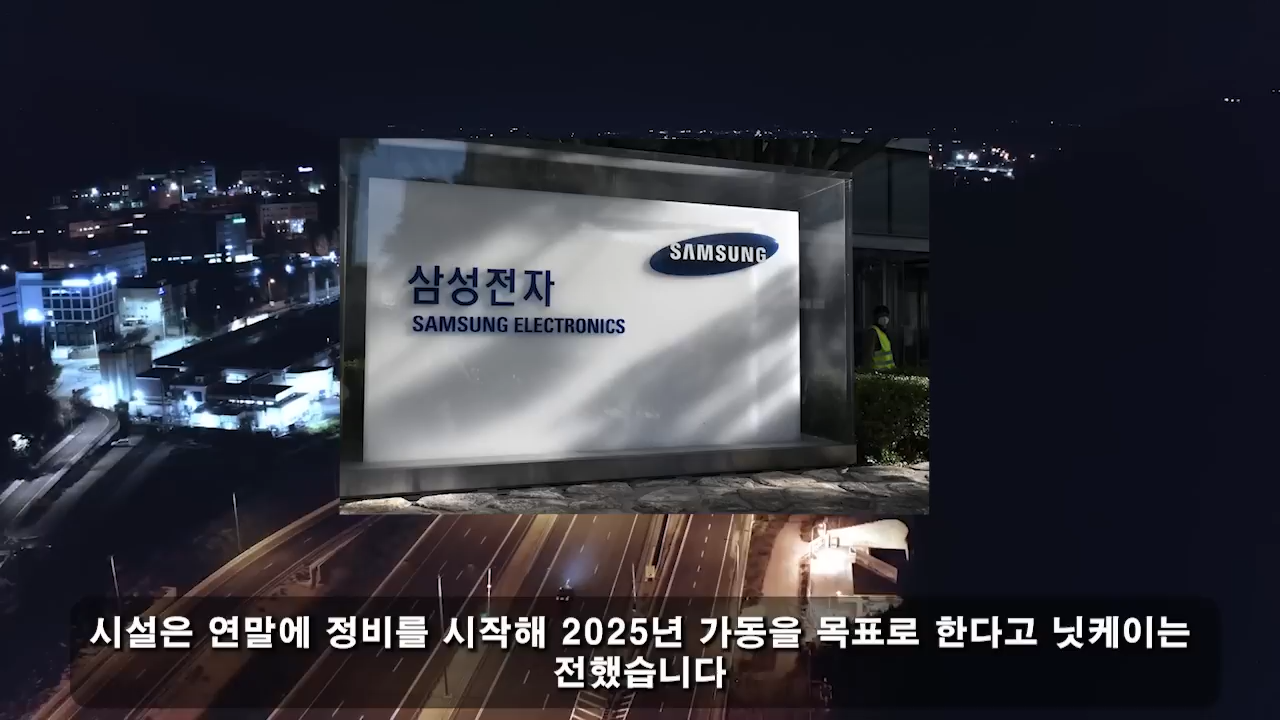 SAMSUNG
삼성전자
SAMSUNG ELECTRONICS
시설은 연말에 정비를 시작해 2025년 가동을 목표로 한다고 닛케이는
전했습니다